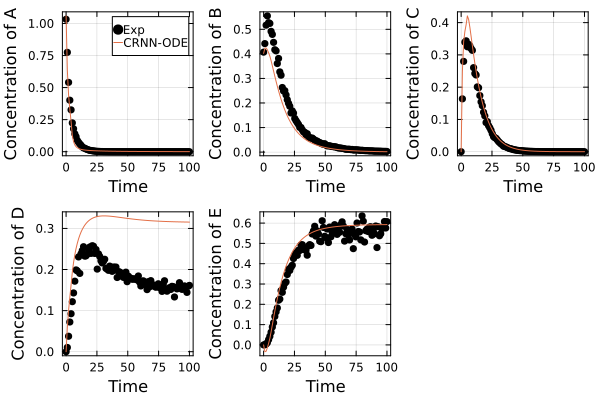 Concentration of A
1.00
0.75
0.50
0.25
0.00
0 25 50 75 100
Time
Exp
CRNN-ODE
Concentration of B
0.5
0.4
0.3
0.2
0.1
0.0
0 25 50 75 100
Time
Concentration of C
0.4
0.3
0.2
0.1
0.0
0 25 50 75 100
Time
Concentration of D
0.3
0.2
0.1
0.0
0 25 50 75 100
Time
Concentration of E
0.6
0.5
0.4
0.3
0.2
0.1
0.0
0 25 50 75 100
Time